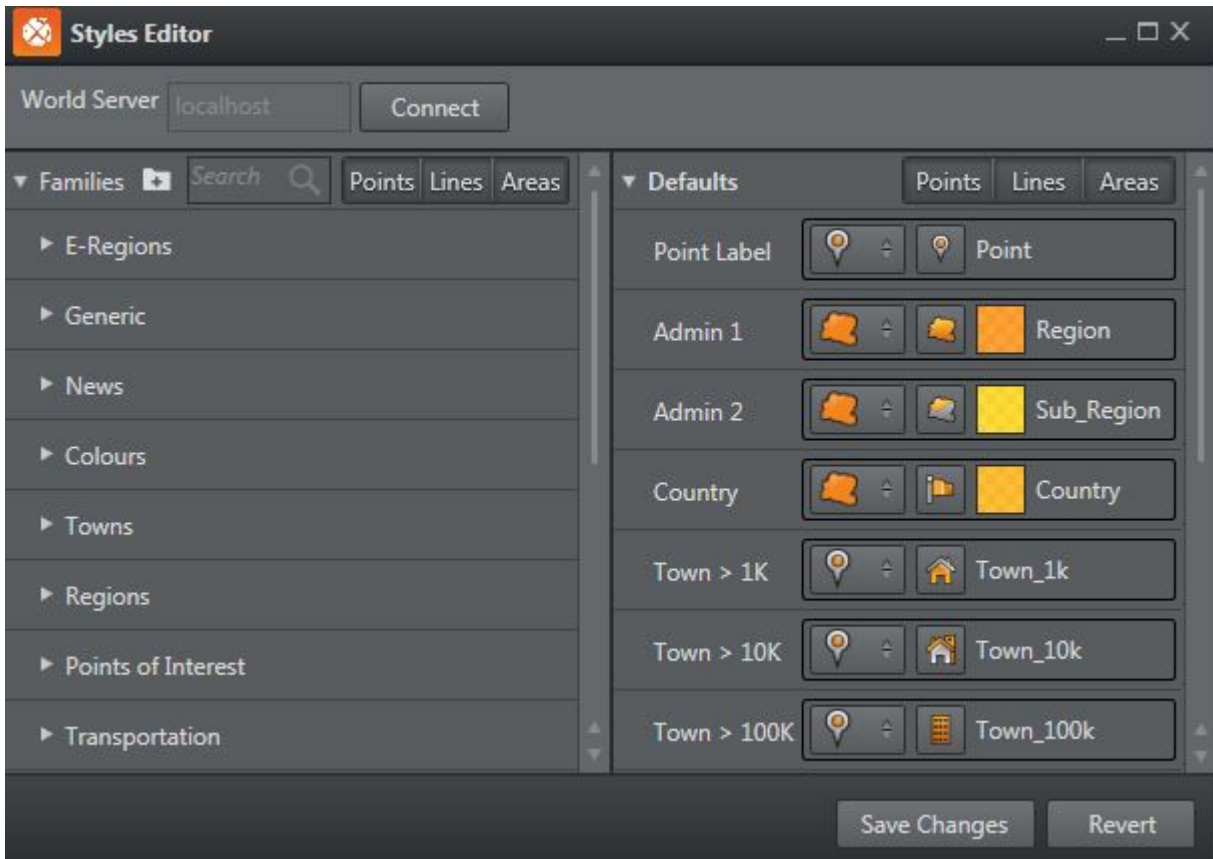 Styles Editor
World Server localhost Connect
Families Search Points Lines Areas
E-Regions
Generic
News
Colours
Towns
Regions
Points of Interest
Transportation
Defaults Points Lines Areas
Point Label Point
Admin 1 Region
Admin 2 Sub_Region
Country Country
Town > 1K Town_1k
Town > 10K Town_10k
Town > 100K Town_100k
Save Changes Revert